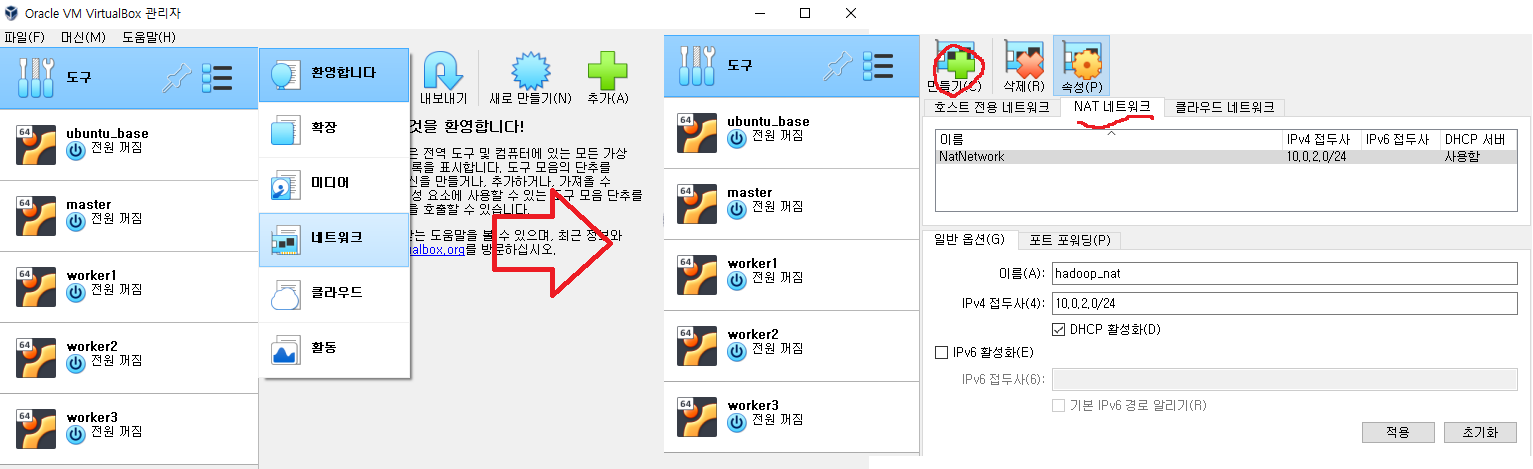 Oracle VM VirtualBox 관리자
파일(F) 머신(M) 도움말(H)
도구
64
ubuntu_base
전원 꺼짐
64
master
전원 꺼짐
64
worker1
전원 꺼짐
64
worker2
전원 꺼짐
64
worker3
전원 꺼짐
환영합니다
확장
미디어
네트워크
클라우드
활동
내보내기 새로 만들기(N) 추가(A)
것을 환영합니다!
은 전역 도구 및 컴퓨터에 있는 모든 가상
록을 표시합니다. 도구 모음의 단추를
신을 만들거나, 추가하거나, 가져올 수
성 요소에 사용할 수 있는 도구 모음 단추를
을 호출할 수 있습니다.
는 도움말을 볼 수 있으며, 최근 정보와
ualbox.org를 방문하십시오.
도구
64
ubuntu_base
전원 꺼짐
64
master
전원 꺼짐
64
worker1
전원 꺼짐
64
worker2
전원 꺼짐
64
worker3
전원 꺼짐
만들기(C) 삭제(R) 속성(P)
호스트 전용 네트워크 NAT 네트워크 클라우드 네트워크
이름 IPv4 접두사 IPv6 접두사 DHCP 서버
NatNetwork 10.0.2.0/24 사용함
일반 옵션(G) 포트 포워딩(P)
이름(A): hadoop_nat
IPv4 접두사(4): 10.0.2.0/24
DHCP 활성화(D)
IPv6 활성화(E)
IPv6 접두사(6):
기본 IPv6 경로 알리기(R)
적용 초기화